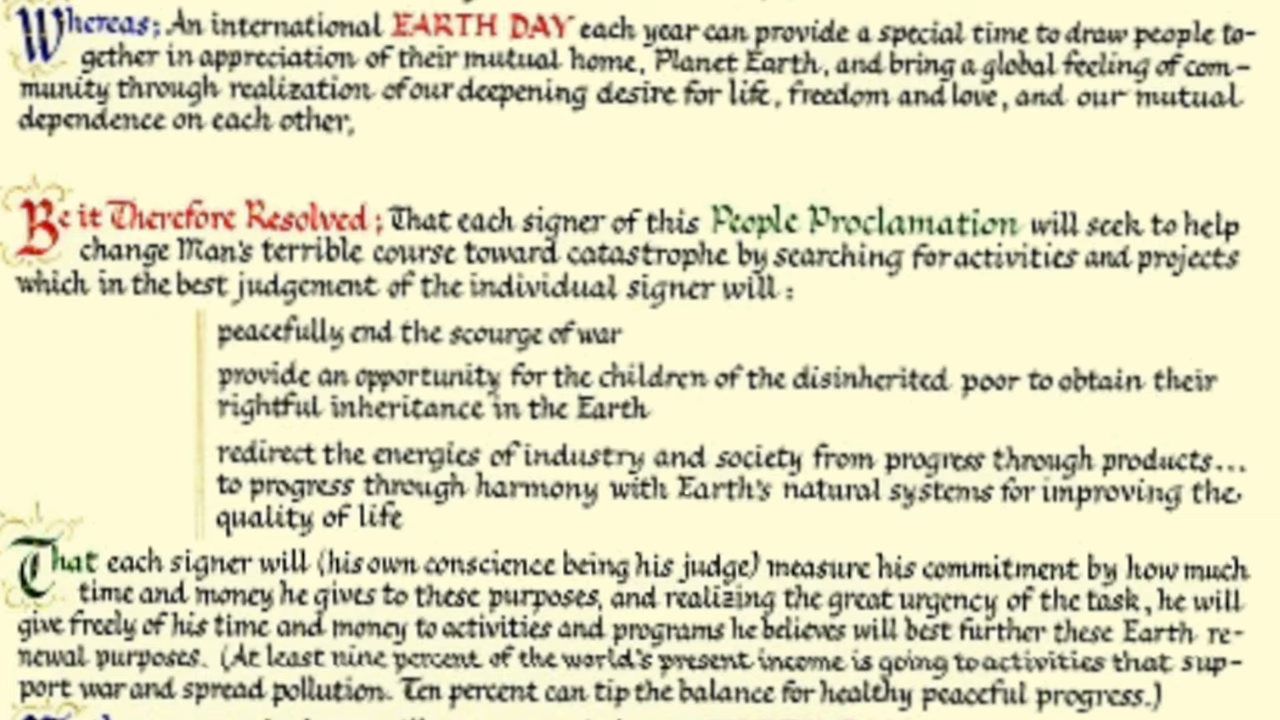 Whereas: An international EARTH DAY each year can provide a special time to draw people to-
gether in appreciation of their mutual home, Planet Earth, and bring a global feeling of com-
munity through realization of our deepening desire for life, freedom and love, and our mutual
dependence on each other,
Be it Therefore Resolved: That each signer of this People Proclamation will seek to help
change Man's terrible course toward catastrophe by searching for activities and projects
which in the best judgement of the individual signer will:
peacefully end the scourge of war
provide an opportunity for the children of the disinherited poor to obtain their
rightful inheritance in the Earth
redirect the energies of industry and society from progress through products...
to progress through harmony with Earth's natural systems for improving the
quality of life
That each signer will (his own conscience being his judge) measure his commitment by how much
time and money he gives to these purposes, and realizing the great urgency of the task, he will
give freely of his time and money to activities and programs he believes will best further these Earth re-
newal purposes. (At least nine percent of the world's present income is going to activities that sup-
port war and spread pollution. Ten percent can tip the balance for healthy peaceful progress.)